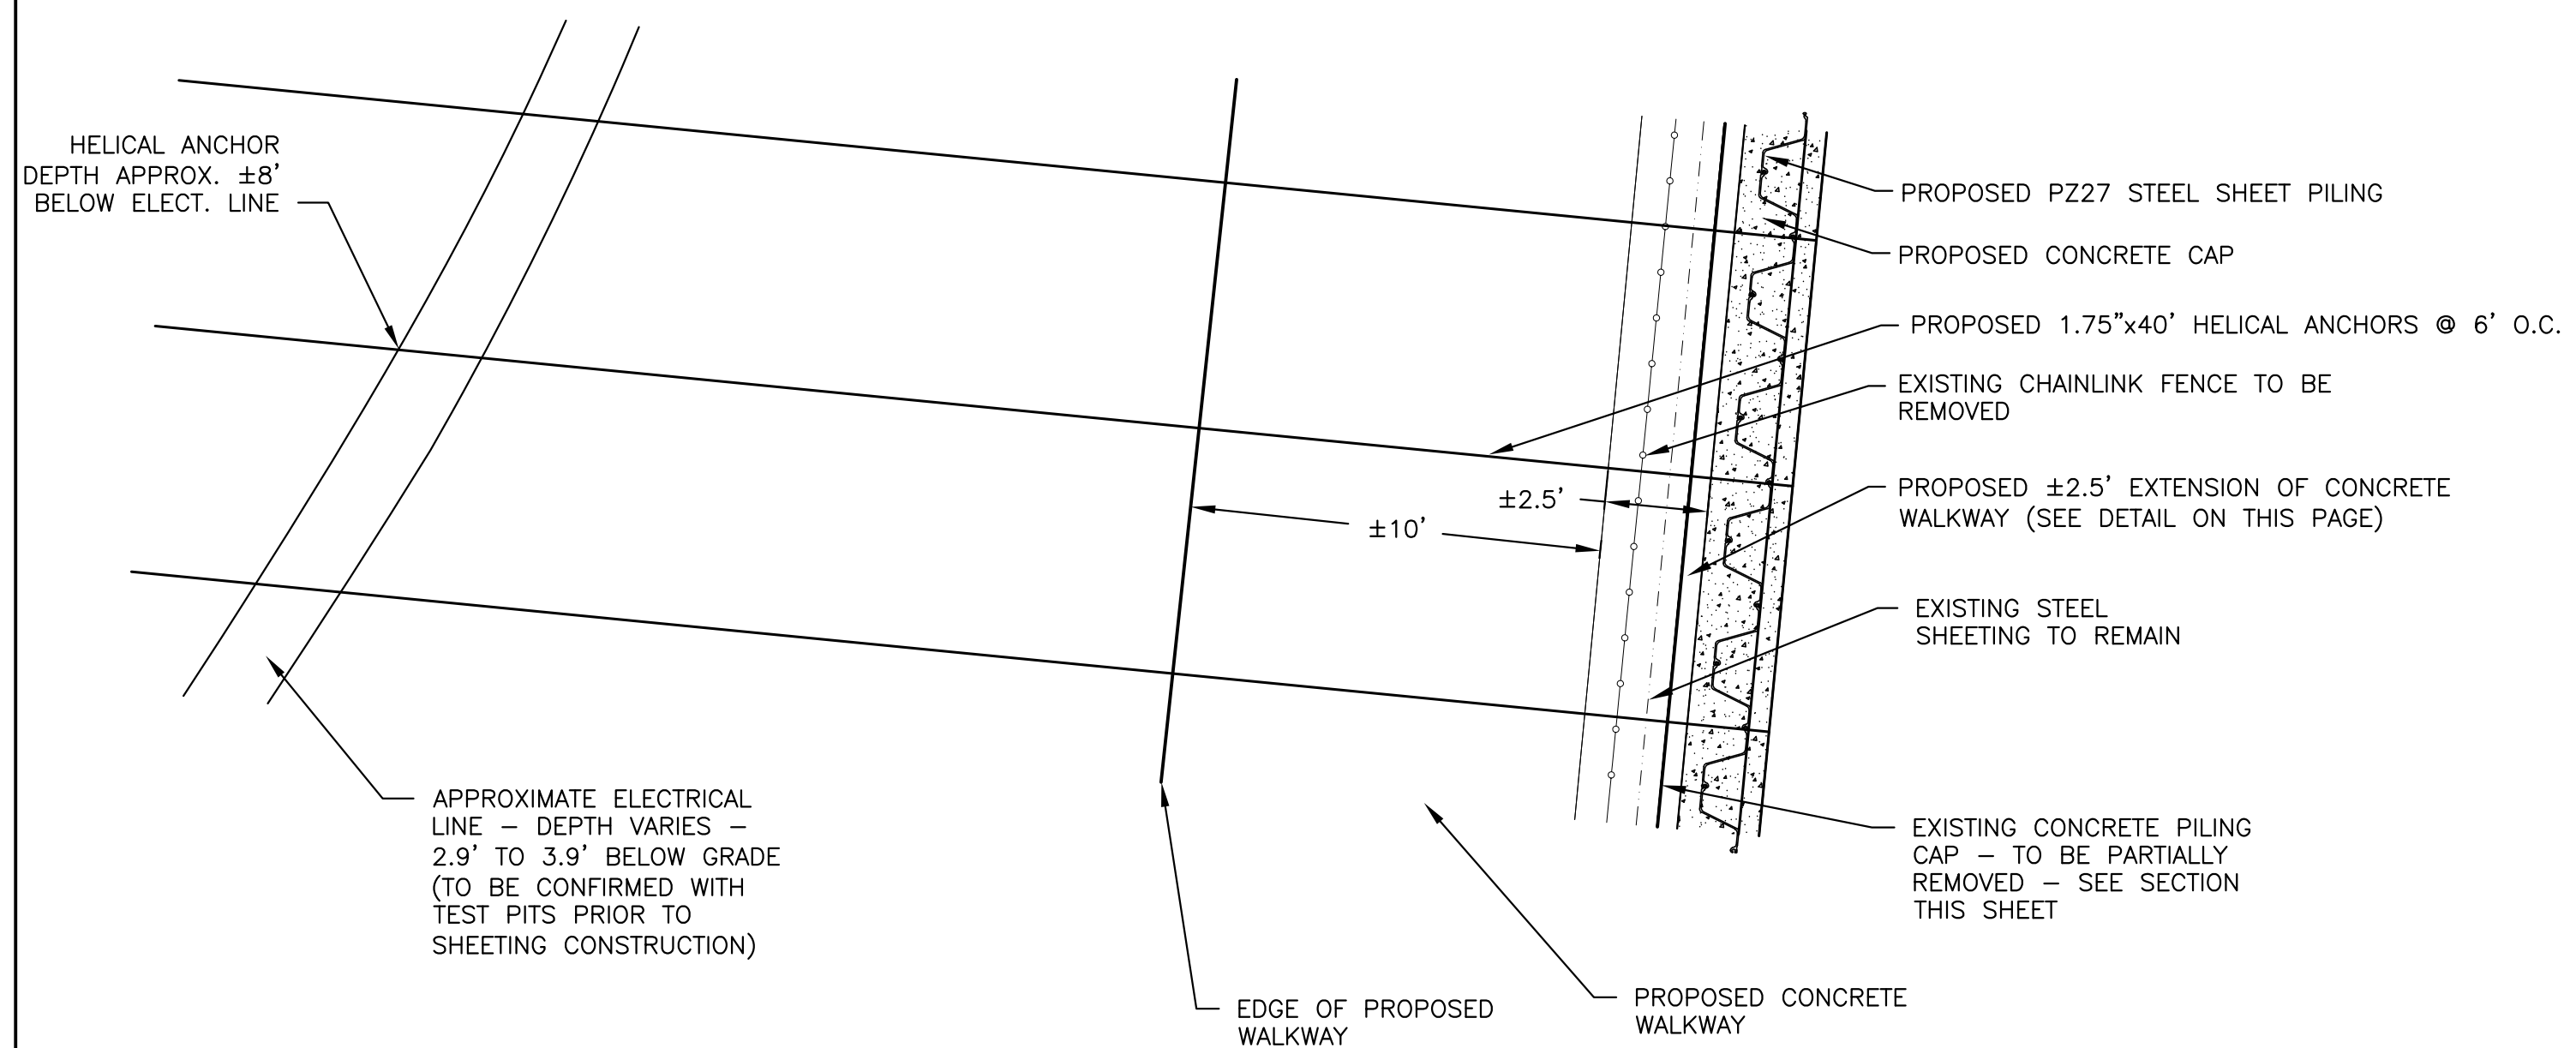 HELICAL ANCHOR
DEPTH APPROX. ±8'
BELOW ELECT. LINE
PROPOSED PZ27 STEEL SHEET PILING
PROPOSED CONCRETE CAP
PROPOSED 1.75"x40' HELICAL ANCHORS @ 6' O.C.
EXISTING CHAINLINK FENCE TO BE
REMOVED
±2.5'
±10'
PROPOSED ±2.5' EXTENSION OF CONCRETE
WALKWAY (SEE DETAIL ON THIS PAGE)
EXISTING STEEL
SHEETING TO REMAIN
APPROXIMATE ELECTRICAL
LINE – DEPTH VARIES –
2.9' TO 3.9' BELOW GRADE
(TO BE CONFIRMED WITH
TEST PITS PRIOR TO
SHEETING CONSTRUCTION)
EXISTING CONCRETE PILING
CAP – TO BE PARTIALLY
REMOVED – SEE SECTION
THIS SHEET
EDGE OF PROPOSED
WALKWAY
PROPOSED CONCRETE
WALKWAY